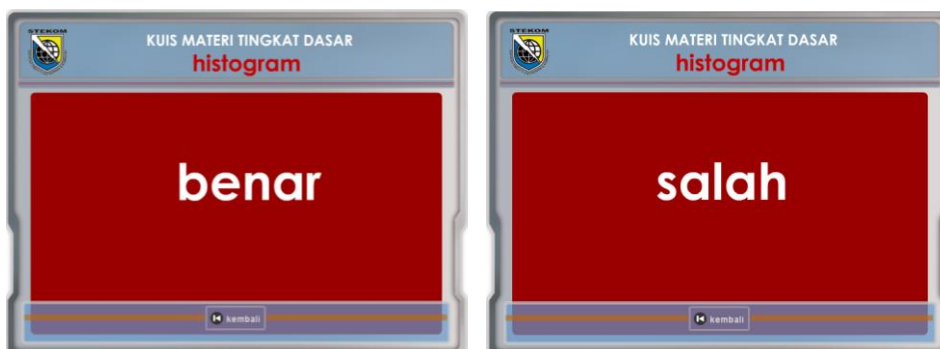 STEKOM
KUIS MATERI TINGKAT DASAR
histogram
benar
kembali
STEKOM
KUIS MATERI TINGKAT DASAR
histogram
salah
kembali